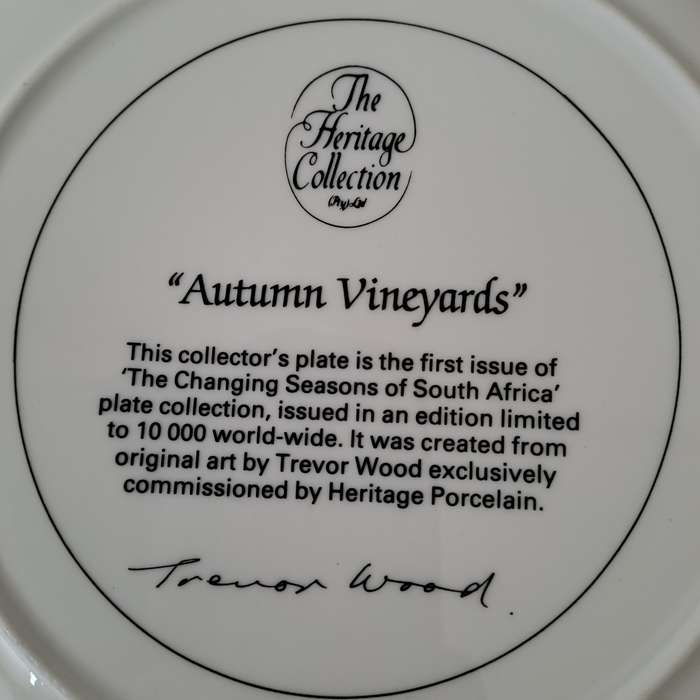 The
Heritage
Collection
(Pty) Ltd
“Autumn Vineyards”
This collector’s plate is the first issue of
‘The Changing Seasons of South Africa’
plate collection, issued in an edition limited
to 10 000 world-wide. It was created from
original art by Trevor Wood exclusively
commissioned by Heritage Porcelain.
Trevor Wood.